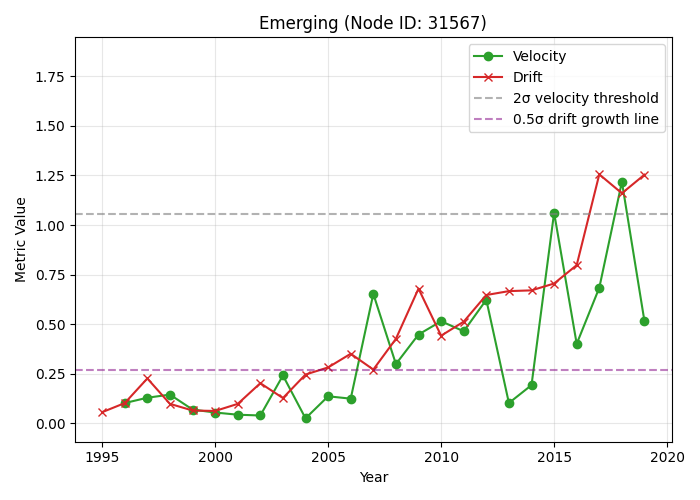 Emerging (Node ID: 31567)
Velocity
Drift
2σ velocity threshold
0.5σ drift growth line
Metric Value
1.75
1.50
1.25
1.00
0.75
0.50
0.25
0.00
1995 2000 2005 2010 2015 2020
Year